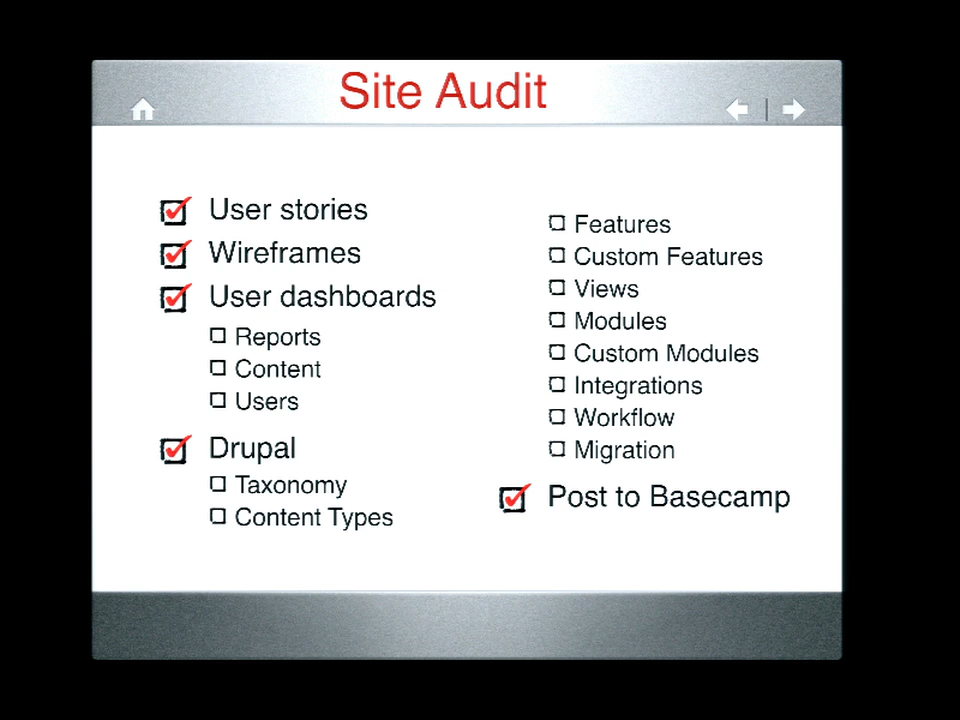 Site Audit
User stories
Wireframes
User dashboards
Reports
Content
Users
Drupal
Taxonomy
Content Types
Features
Custom Features
Views
Modules
Custom Modules
Integrations
Workflow
Migration
Post to Basecamp